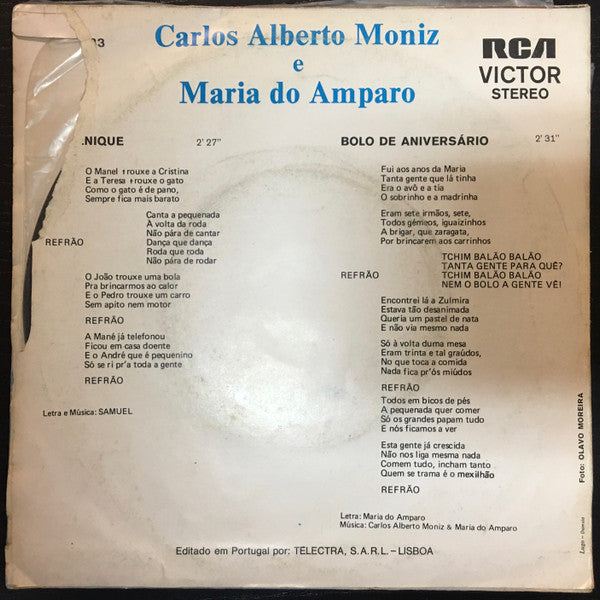 33
Carlos Alberto Moniz
e
Maria do Amparo
RCA
VICTOR
STEREO
NIQUE 2' 27"
O Manel trouxe a Cristina
E a Teresa trouxe o gato
Como o gato é de pano,
Sempre fica mais barato
Canta a pequenada
À volta da roda
Não pára de cantar
REFRÃO
Dança que dança
Roda que roda
Não pára de rodar
O João trouxe uma bola
Pra brincarmos ao calor
E o Pedro trouxe um carro
Sem apito nem motor
REFRÃO
A Mané já telefonou
Ficou em casa doente
E o André que é pequenino
Só se ri pr'a toda a gente
REFRÃO
Letra e Música: SAMUEL
BOLO DE ANIVERSÁRIO 2' 31"
Fui aos anos da Maria
Tanta gente que lá tinha
Era o avô e a tia
O sobrinho e a madrinha
Eram sete irmãos, sete,
Todos gémeos, iguaizinhos
A brigar, que zaragata,
Por brincarem aos carrinhos
TCHIM BALÃO BALÃO
TANTA GENTE PARA QUÊ?
REFRÃO TCHIM BALÃO BALÃO
NEM O BOLO A GENTE VÊ!
Encontrei lá a Zulmira
Estava tão desanimada
Queria um pastel de nata
E não via mesmo nada
Só à volta duma mesa
Eram trinta e tal graúdos,
No que toca a comida
Nada fica pr'ós miúdos
REFRÃO
Todos em bicos de pés
A pequenada quer comer
Só os grandes papam tudo
E nós ficamos a ver
Esta gente já crescida
Não nos liga mesma nada
Comem tudo, incham tanto
Quem se trama é o mexilhão
REFRÃO
Letra: Maria do Amparo
Música: Carlos Alberto Moniz & Maria do Amparo
Editado em Portugal por: TELECTRA, S.A.R.L. – LISBOA
Foto: OLAVO MOREIRA